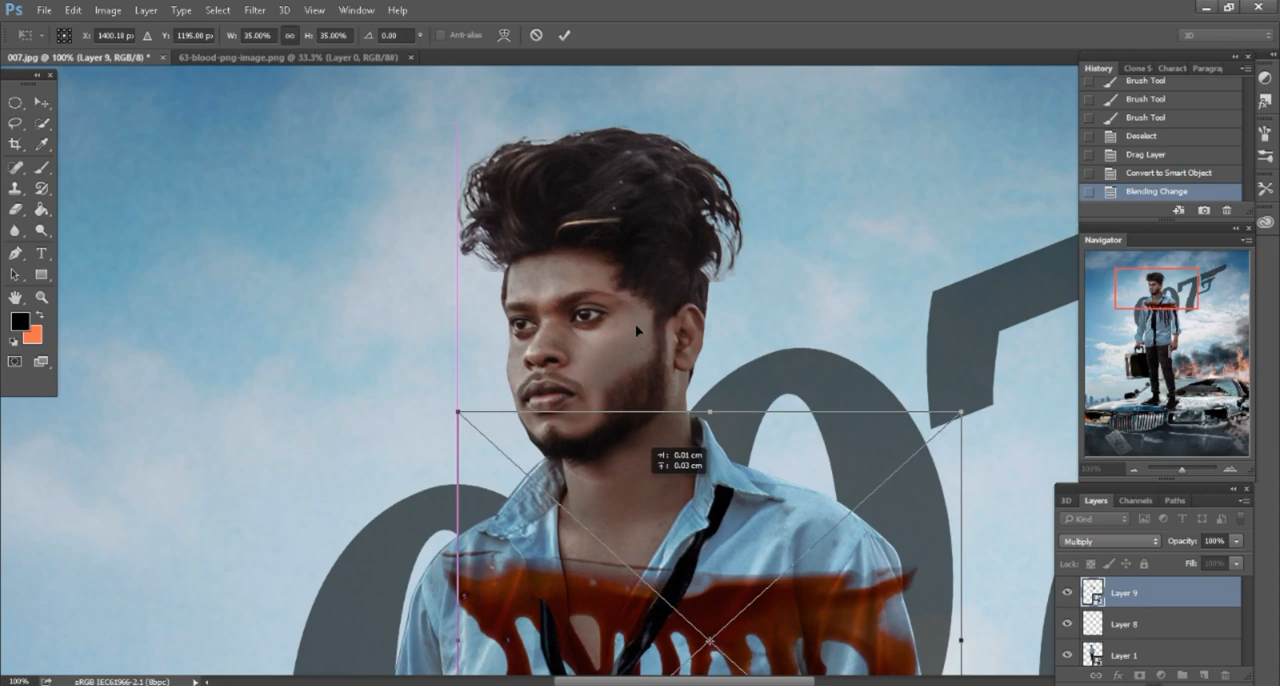 Ps File Edit Image Layer Type Select Filter 3D View Window Help
X: 1400.18 px Y: 1195.00 px W: 35.00% H: 35.00% 0.00 ° Anti-alias 3D
007.jpg @ 100% (Layer 9, RGB/8) * × 63-blood-png-image.png @ 33.3% (Layer 0, RGB/8#) ×
History Clone S Charact Paragra
Brush Tool
Brush Tool
Brush Tool
Deselect
Drag Layer
Convert to Smart Object
Blending Change
Navigator
007
100%
3D Layers Channels Paths
Kind
Multiply Opacity: 100%
Lock: Fill: 100%
Layer 9
Layer 8
Layer 1
→|: 0.01 cm
0.03 cm
100% sRGB IEC61966-2.1 (8bpc)